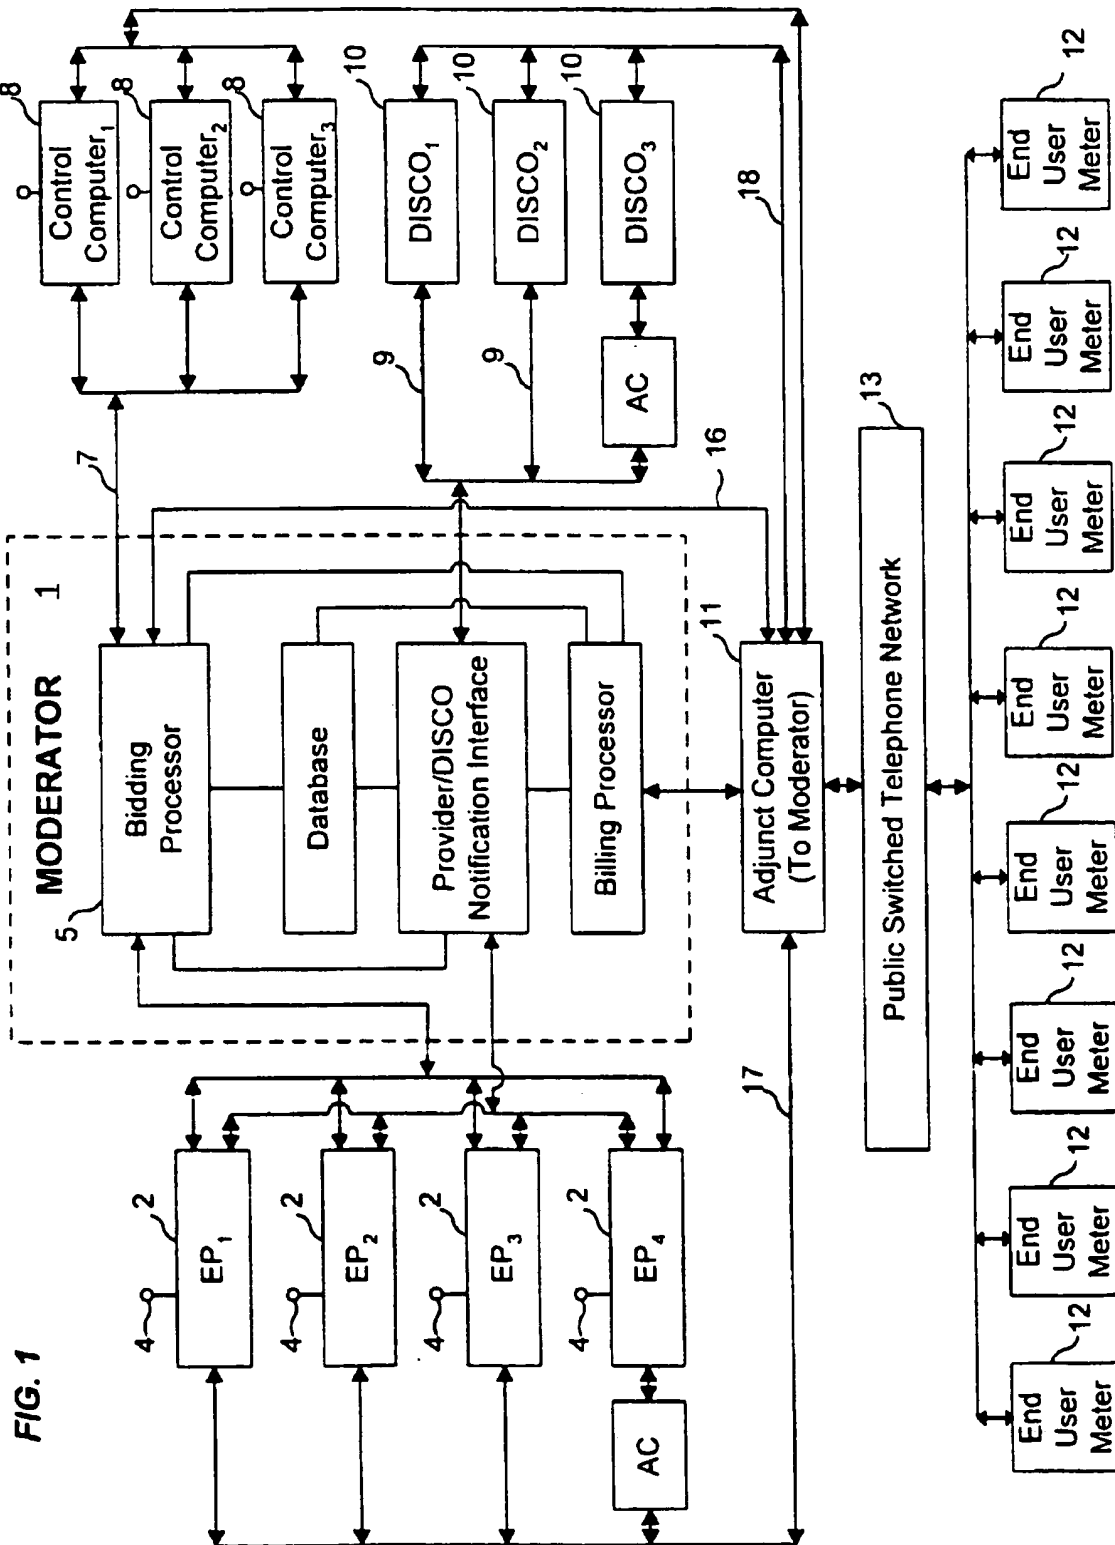 FIG. 1
MODERATOR
1
5
Bidding
Processor
Database
Provider/DISCO
Notification Interface
Billing Processor
4
2
EP1
4
2
EP2
4
2
EP3
4
2
EP4
AC
7
8
Control
Computer1
8
Control
Computer2
8
Control
Computer3
10
DISCO1
10
DISCO2
10
DISCO3
9
9
AC
16
18
17
11
Adjunct Computer
(To Moderator)
13
Public Switched Telephone Network
12
End
User
Meter
12
End
User
Meter
12
End
User
Meter
12
End
User
Meter
12
End
User
Meter
12
End
User
Meter
12
End
User
Meter
12
End
User
Meter